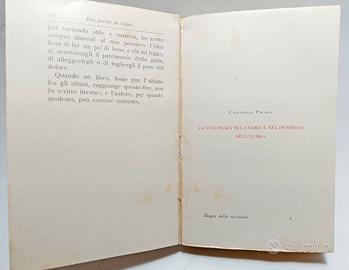 Due parole al lettore.
pur variando stile e materia, ho avuto
sempre dinanzi al mio pensiero l'idea
fissa di far un po' di bene a chi mi legge,
di accrescergli il patrimonio della gioia,
di alleggerirgli o di togliergli il peso del
dolore.
Quando un libro, fosse pur l'ultimo
fra gli ultimi, raggiunge questo fine, non
fu scritto invano; e l'autore, per quanto
modesto, può esserne contento.
Capitolo Primo.
LA VECCHIAIA NEL CUORE E NEL PENSIERO
DELL'UOMO
Elogio della vecchiaia
1
subito